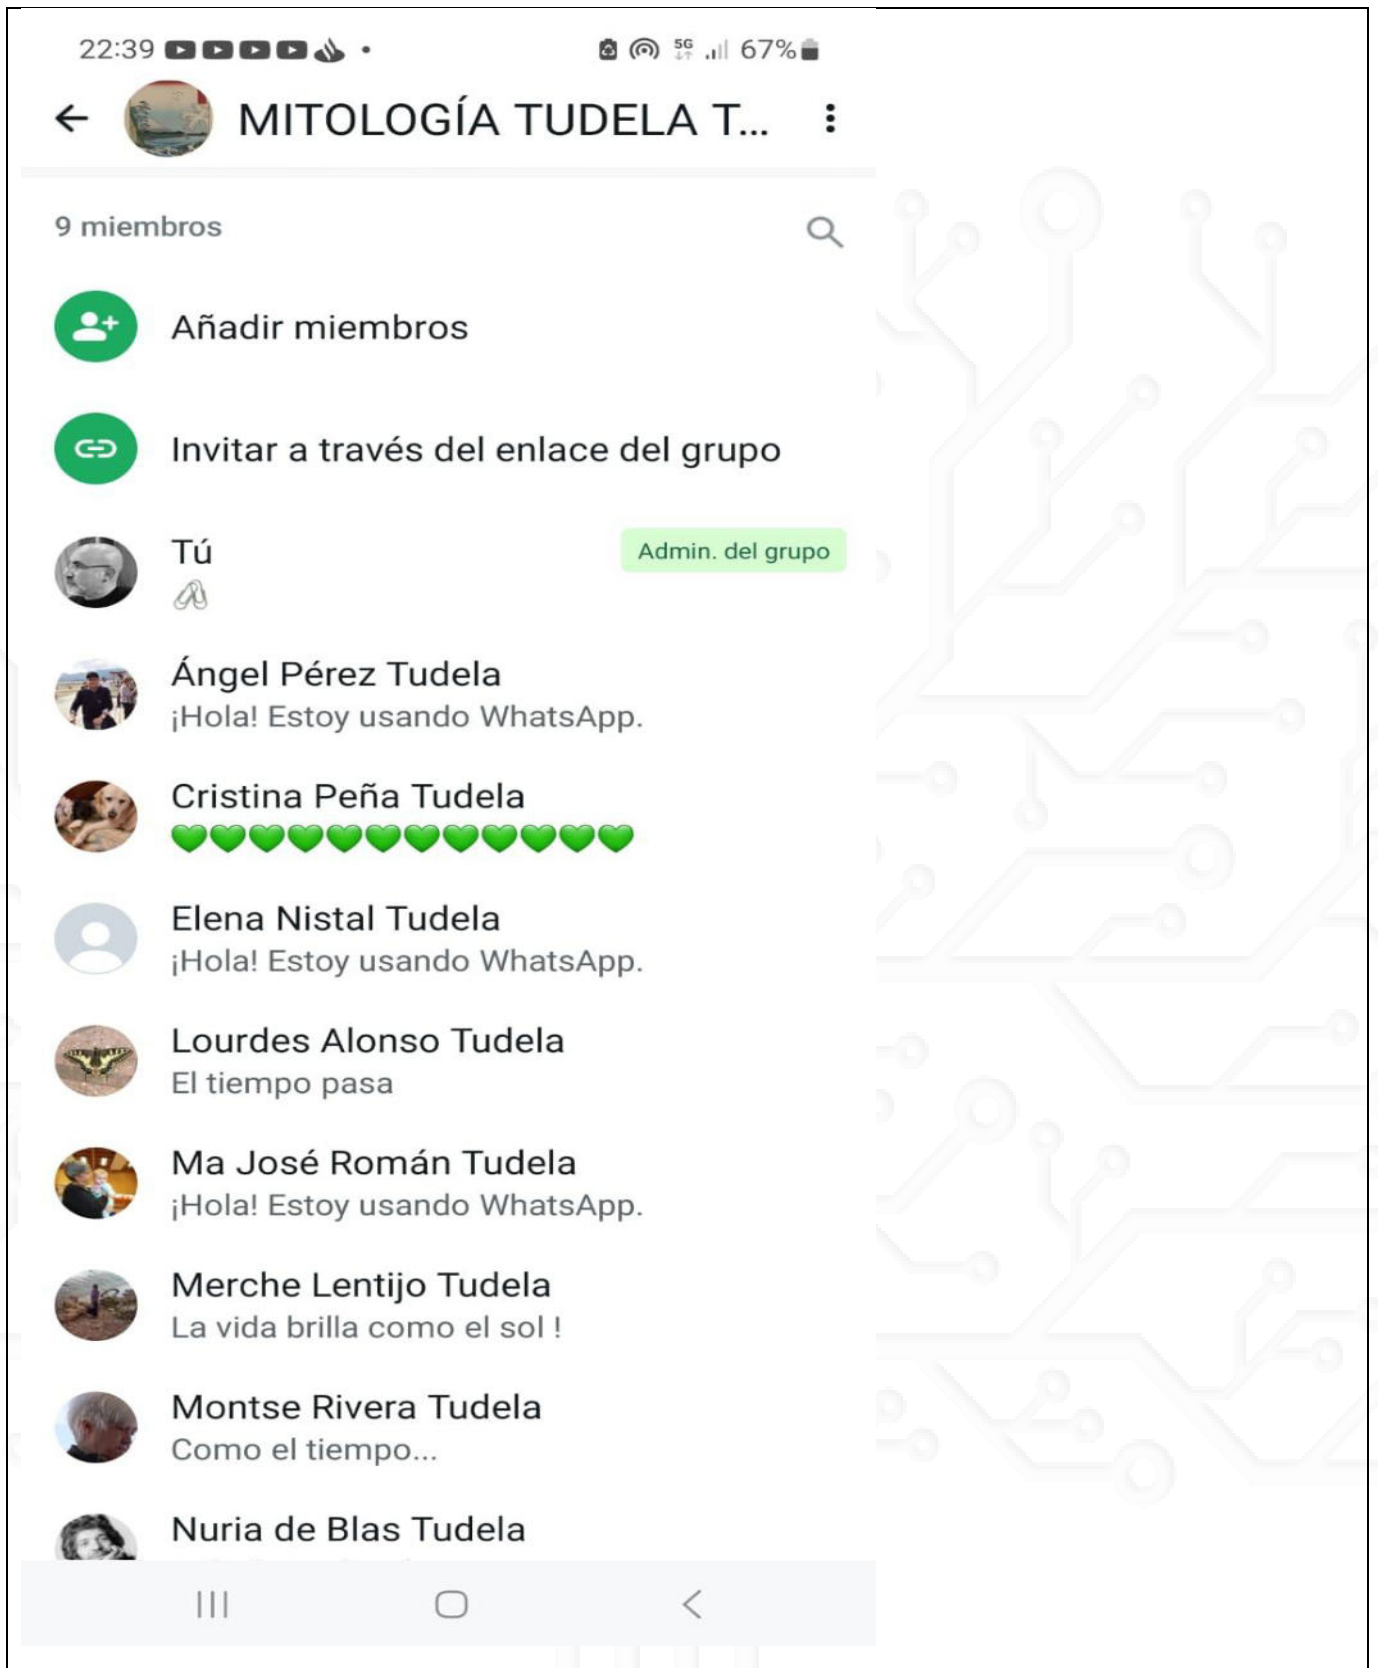 22:39
5G
67%
MITOLOGÍA TUDELA T...
9 miembros
Añadir miembros
Invitar a través del enlace del grupo
Tú
Admin. del grupo
Ángel Pérez Tudela
¡Hola! Estoy usando WhatsApp.
Cristina Peña Tudela
Elena Nistal Tudela
¡Hola! Estoy usando WhatsApp.
Lourdes Alonso Tudela
El tiempo pasa
Ma José Román Tudela
¡Hola! Estoy usando WhatsApp.
Merche Lentijo Tudela
La vida brilla como el sol !
Montse Rivera Tudela
Como el tiempo...
Nuria de Blas Tudela